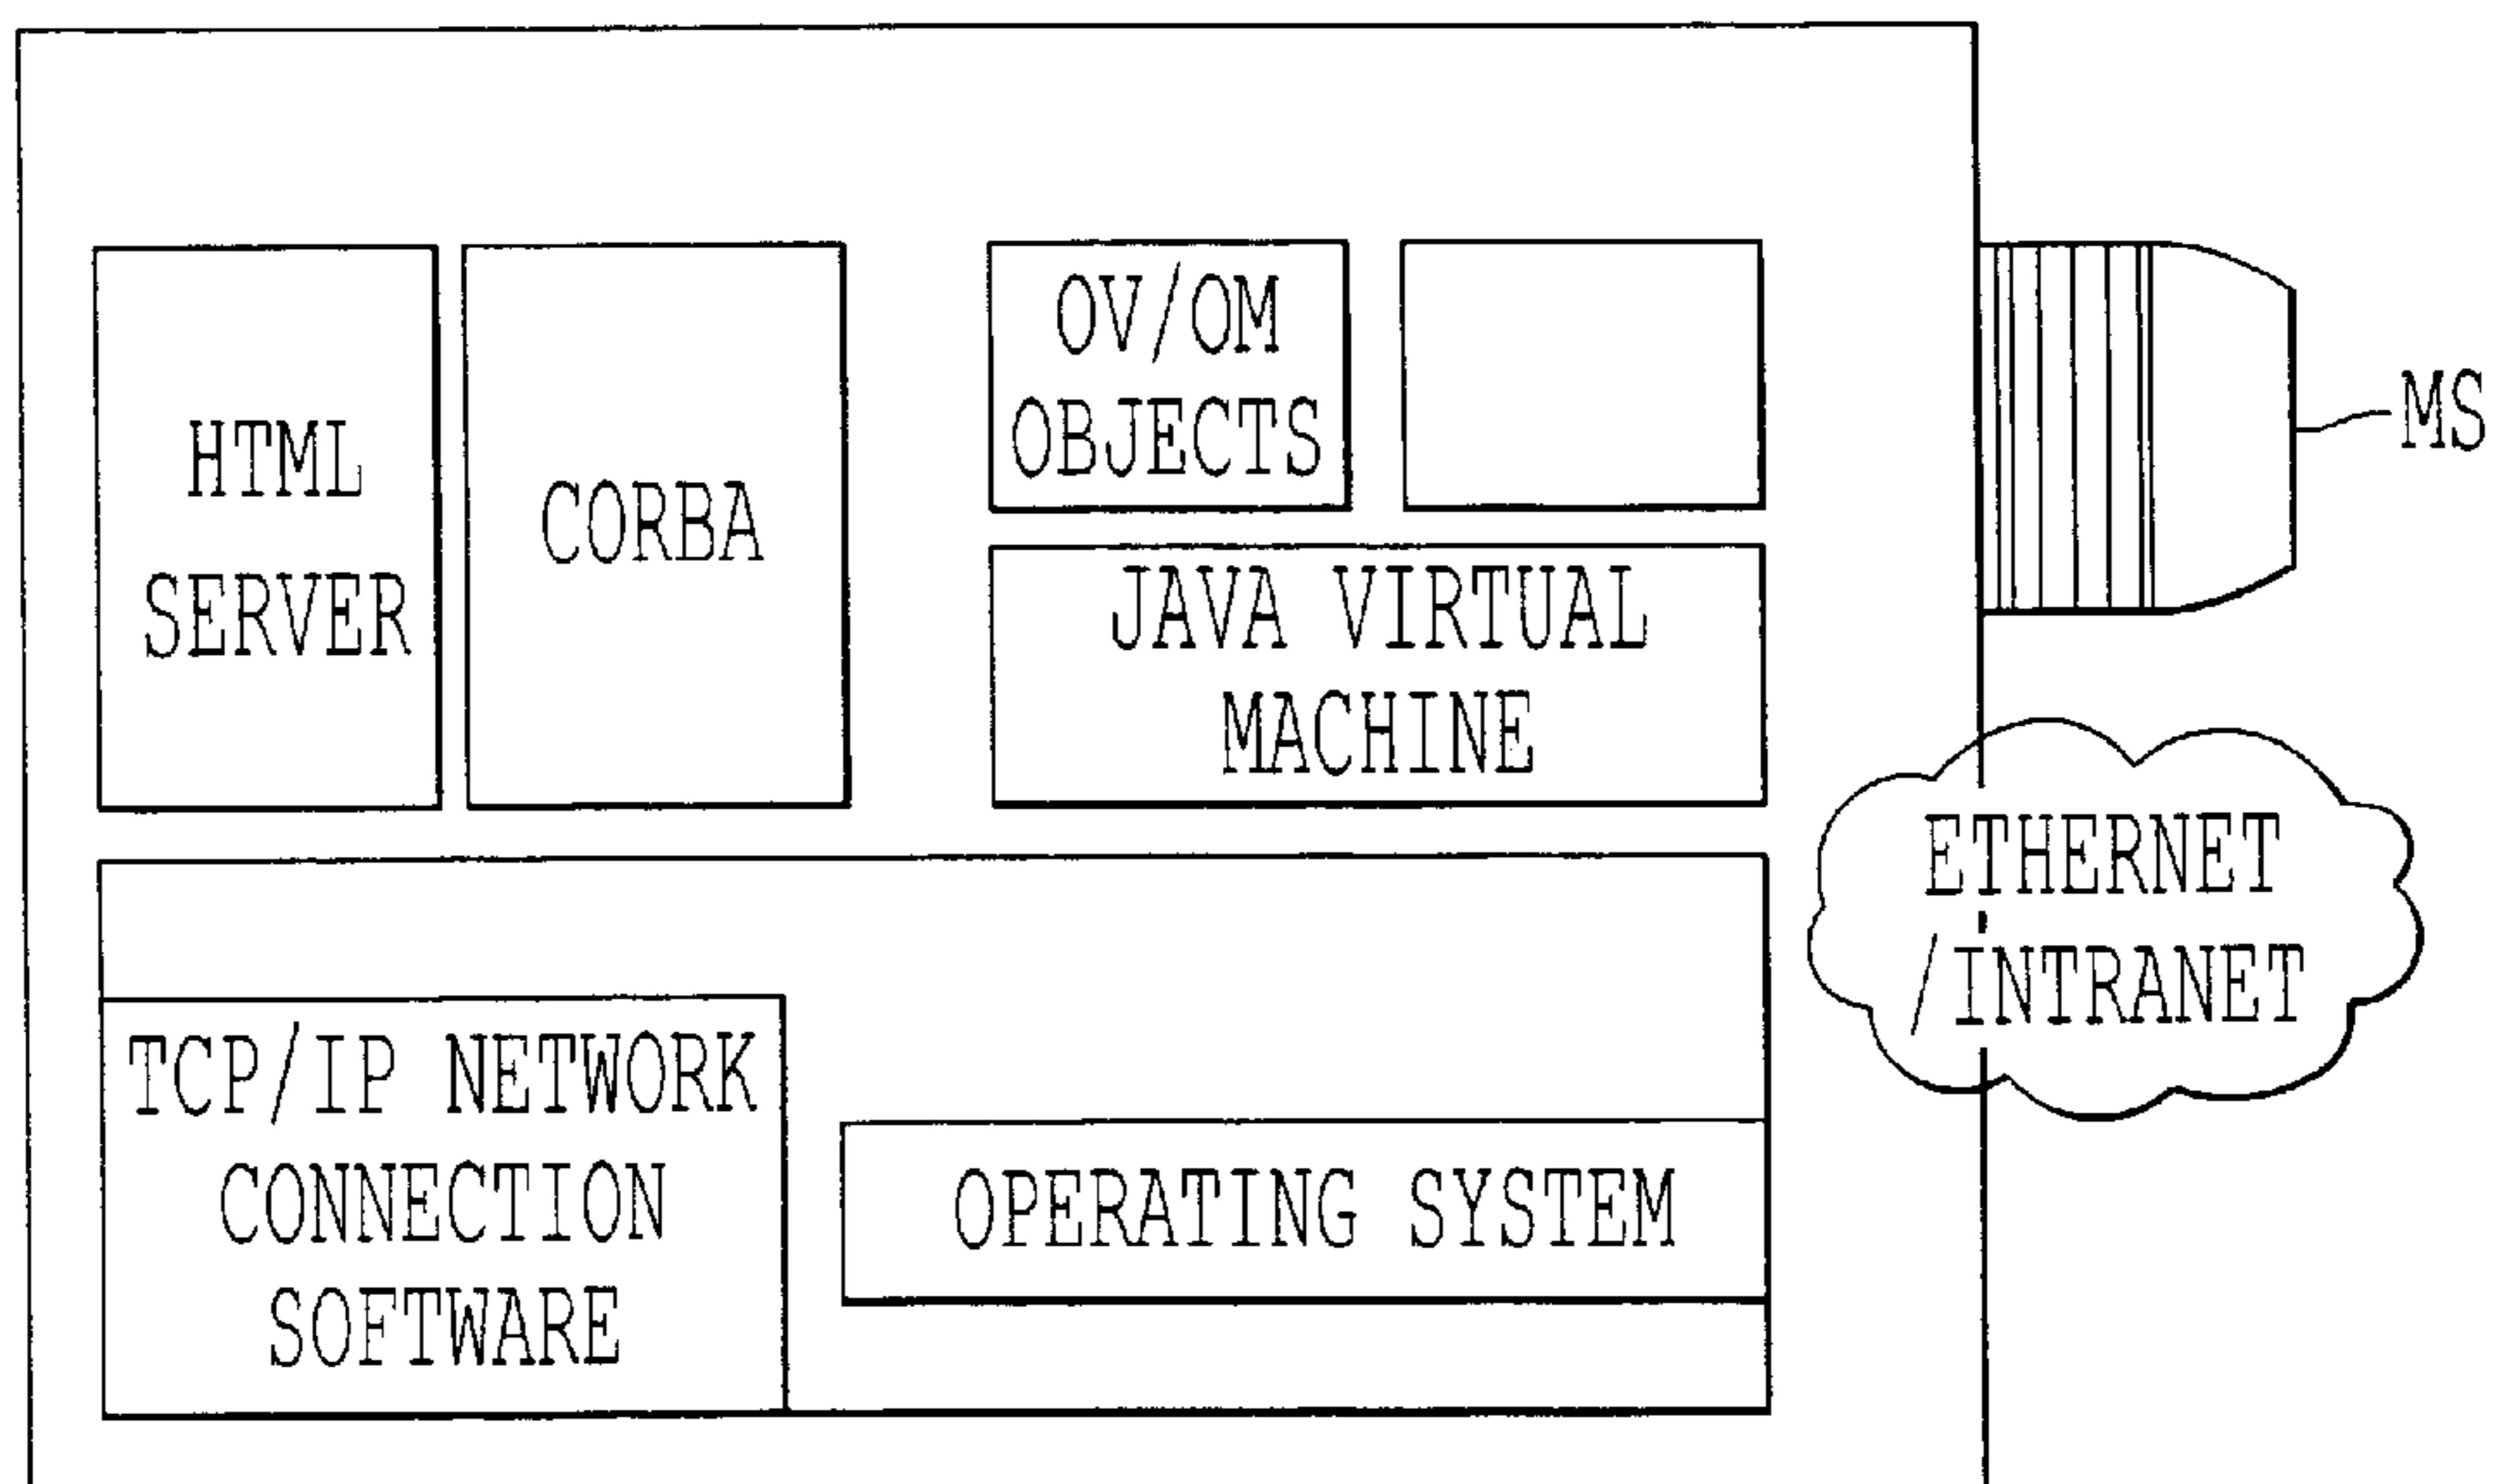 HTML
SERVER
CORBA
OV/OM
OBJECTS
JAVA VIRTUAL
MACHINE
MS
ETHERNET
/INTRANET
TCP/IP NETWORK
CONNECTION
SOFTWARE
OPERATING SYSTEM